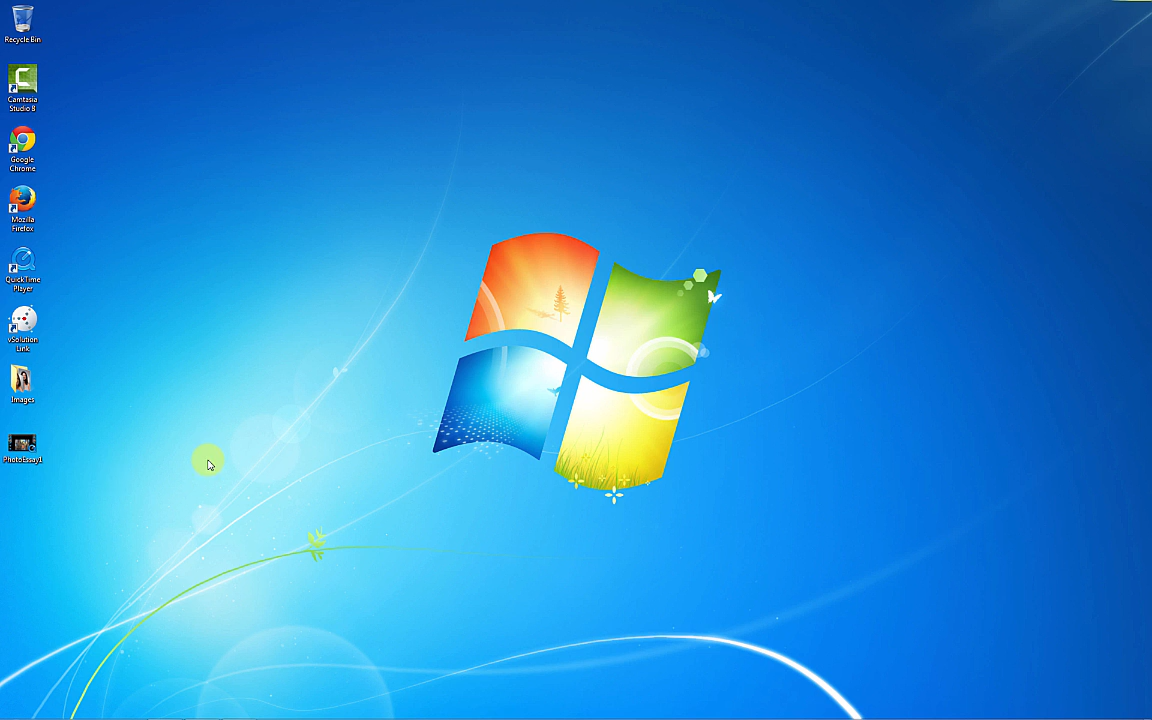 Recycle Bin
Camtasia
Studio 8
Google
Chrome
Mozilla
Firefox
QuickTime
Player
vSolution
Link
Images
PhotoEssay1